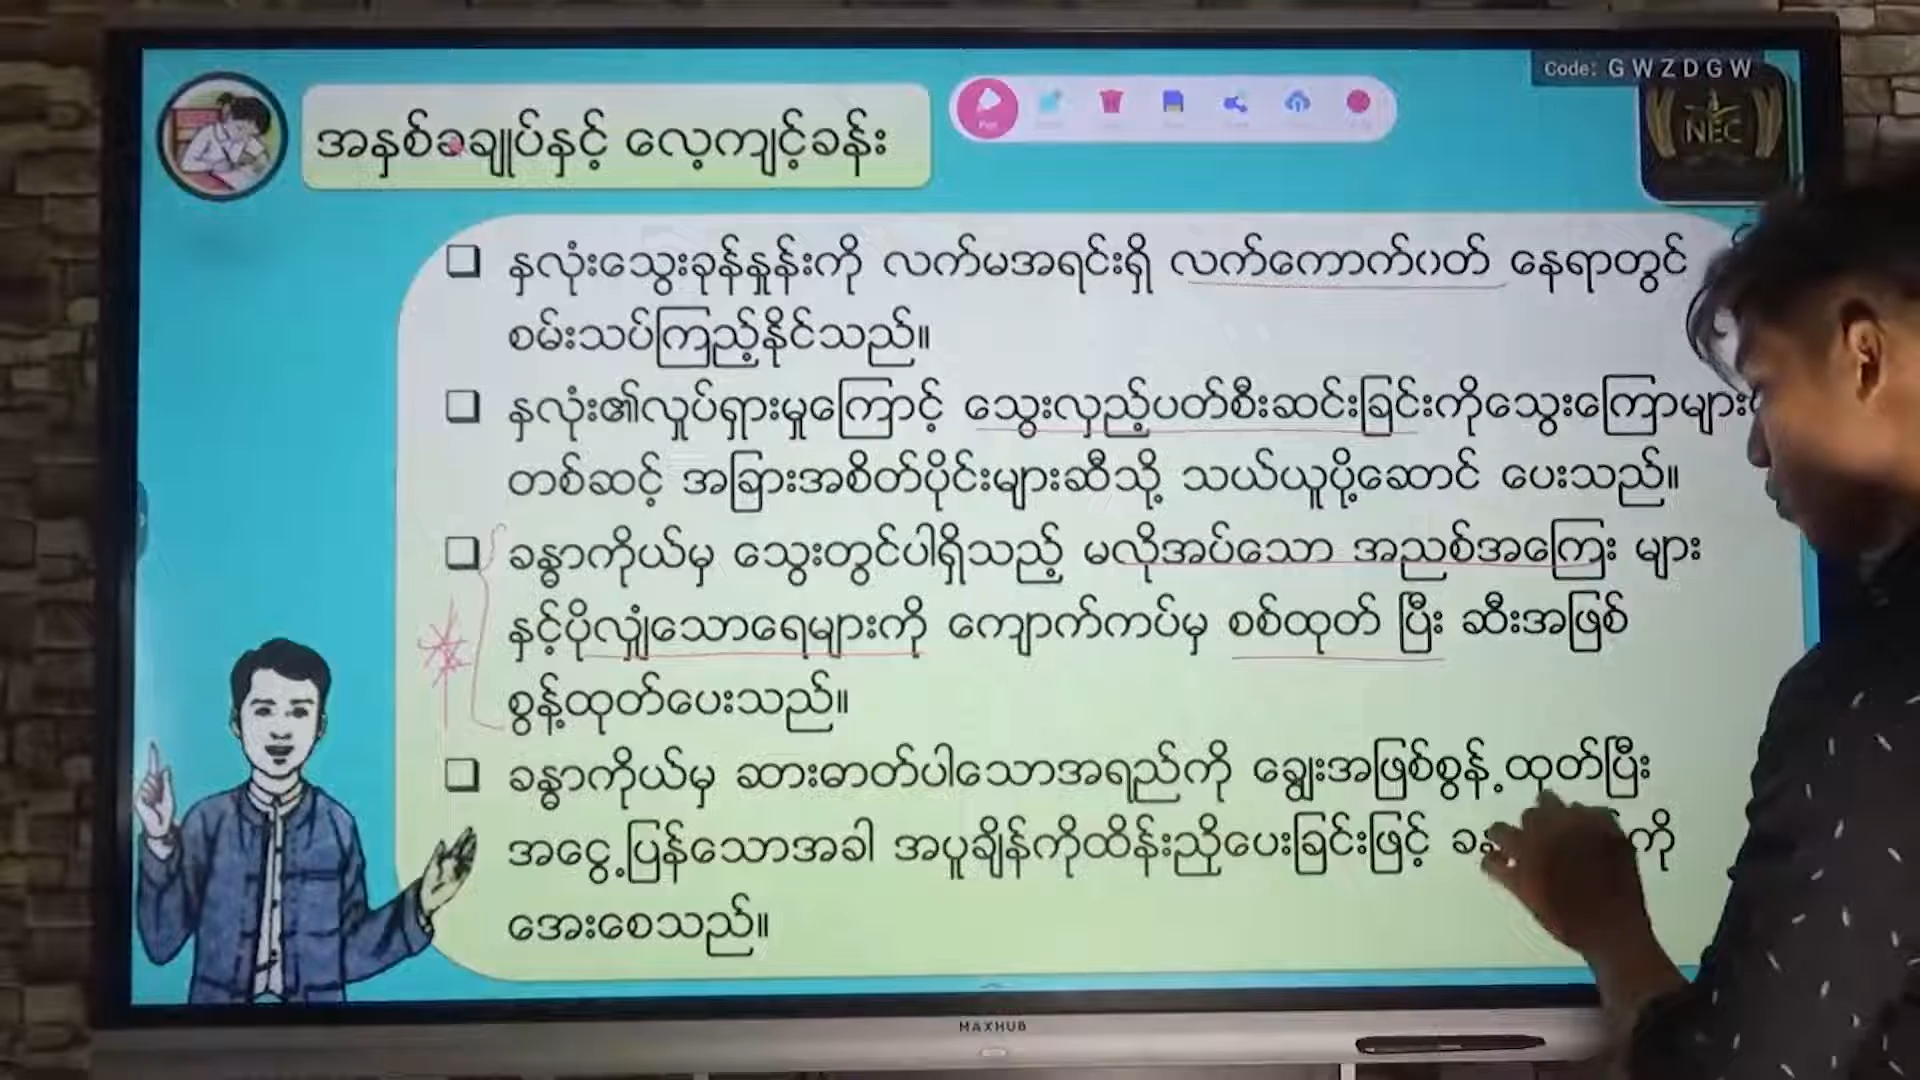 Code: GWZDGW
အနှစ်ချုပ်နှင့် လေ့ကျင့်ခန်း
NEC
❑ နှလုံးသွေးခုန်နှုန်းကို လက်မအရင်းရှိ လက်ကောက်ဝတ် နေရာတွင်
စမ်းသပ်ကြည့်နိုင်သည်။
❑ နှလုံး၏လှုပ်ရှားမှုကြောင့် သွေးလှည့်ပတ်စီးဆင်းခြင်းကိုသွေးကြောများ
တစ်ဆင့် အခြားအစိတ်ပိုင်းများဆီသို့ သယ်ယူပို့ဆောင် ပေးသည်။
❑ ခန္ဓာကိုယ်မှ သွေးတွင်ပါရှိသည့် မလိုအပ်သော အညစ်အကြေး များ
နှင့်ပိုလျှံသောရေများကို ကျောက်ကပ်မှ စစ်ထုတ် ပြီး ဆီးအဖြစ်
စွန့်ထုတ်ပေးသည်။
❑ ခန္ဓာကိုယ်မှ ဆားဓာတ်ပါသောအရည်ကို ချွေးအဖြစ်စွန့်ထုတ်ပြီး
အငွေ့ပြန်သောအခါ အပူချိန်ကိုထိန်းညှိပေးခြင်းဖြင့်
အေးစေသည်။
MAXHUB